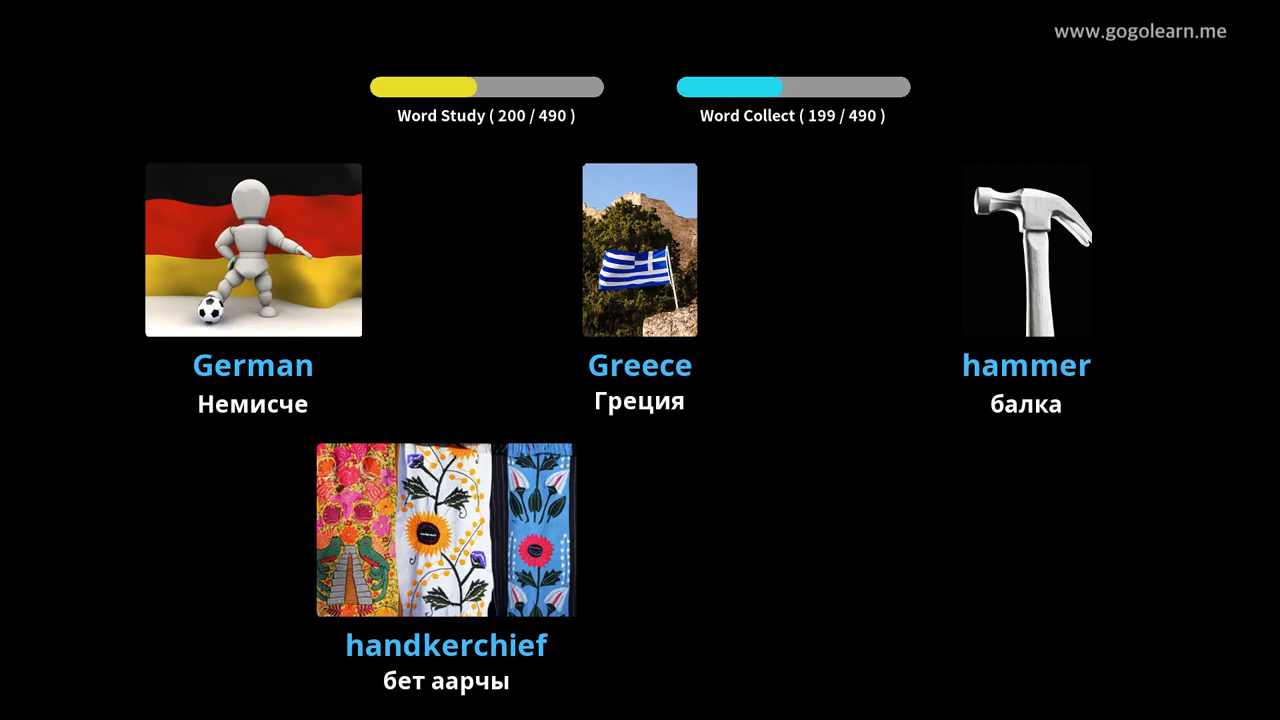 www.gogolearn.me
Word Study ( 200 / 490 )
Word Collect ( 199 / 490 )
German
Немисче
Greece
Греция
hammer
балка
handkerchief
бет аарчы